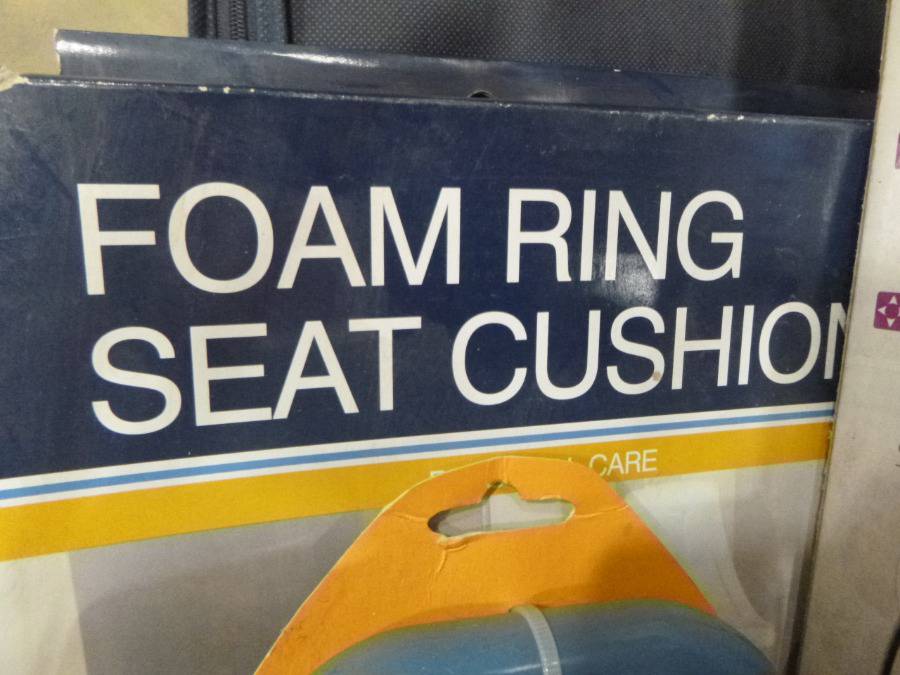 FOAM RING
SEAT CUSHION
CARE